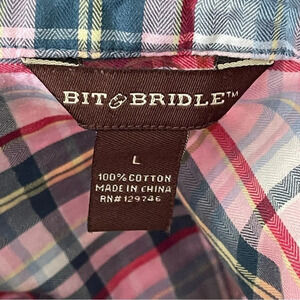 BIT & BRIDLE™
L
100% COTTON
MADE IN CHINA
RN# 129746